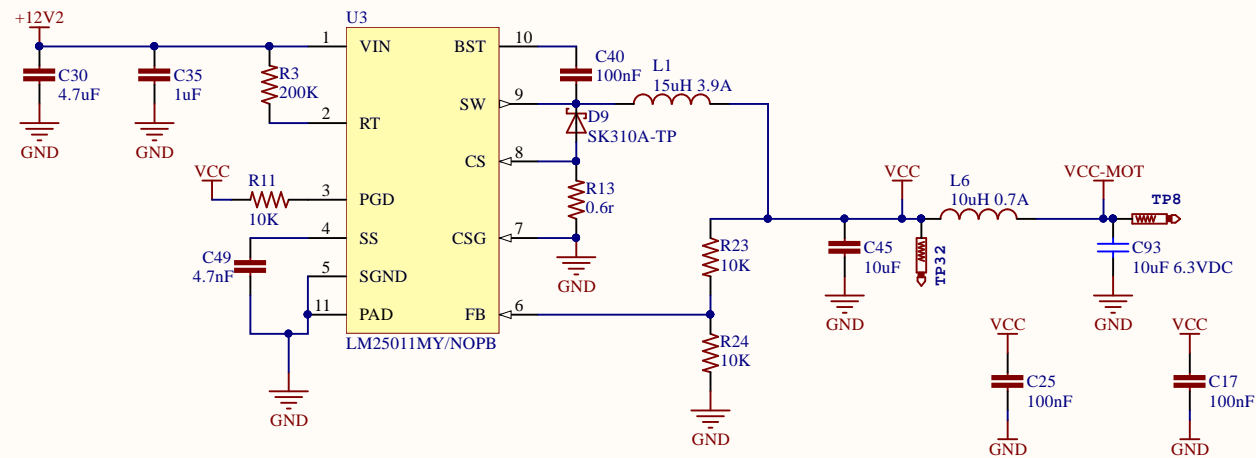 +12V2
C30
4.7uF
GND
C35
1uF
GND
R3
200K
U3
1 VIN
2 RT
3 PGD
4 SS
5 SGND
11 PAD
BST 10
SW 9
CS 8
CSG 7
FB 6
LM25011MY/NOPB
VCC
R11
10K
C49
4.7nF
GND
C40
100nF
L1
15uH 3.9A
D9
SK310A-TP
R13
0.6r
GND
R23
10K
R24
10K
GND
C45
10uF
GND
VCC
TP32
L6
10uH 0.7A
VCC-MOT
TP8
C93
10uF 6.3VDC
GND
VCC
C25
100nF
GND
VCC
C17
100nF
GND